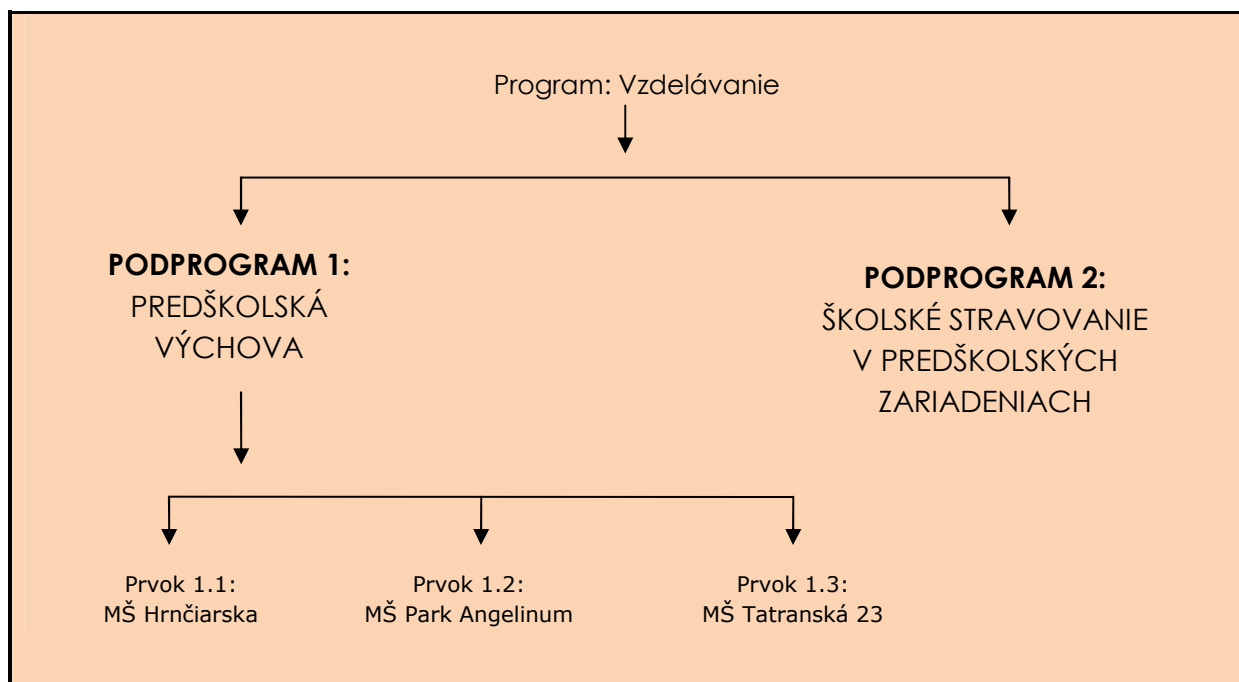 Program: Vzdelávanie
PODPROGRAM 1:
PREDŠKOLSKÁ
VÝCHOVA
PODPROGRAM 2:
ŠKOLSKÉ STRAVOVANIE
V PREDŠKOLSKÝCH
ZARIADENIACH
Prvok 1.1:
MŠ Hrnčiarska
Prvok 1.2:
MŠ Park Angelinum
Prvok 1.3:
MŠ Tatranská 23